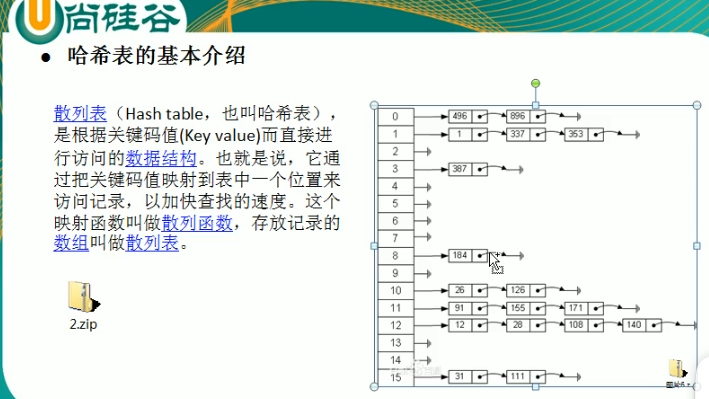 尚硅谷
● 哈希表的基本介绍
散列表（Hash table，也叫哈希表），
是根据关键码值(Key value)而直接进
行访问的数据结构。也就是说，它通
过把关键码值映射到表中一个位置来
访问记录，以加快查找的速度。这个
映射函数叫做散列函数，存放记录的
数组叫做散列表。
2.zip
0 496 896
1 1 337 353
2
3 387
4
5
6
7
8 184
9
10 26 126
11 91 155 171
12 12 28 108 140
13
14
15 31 111